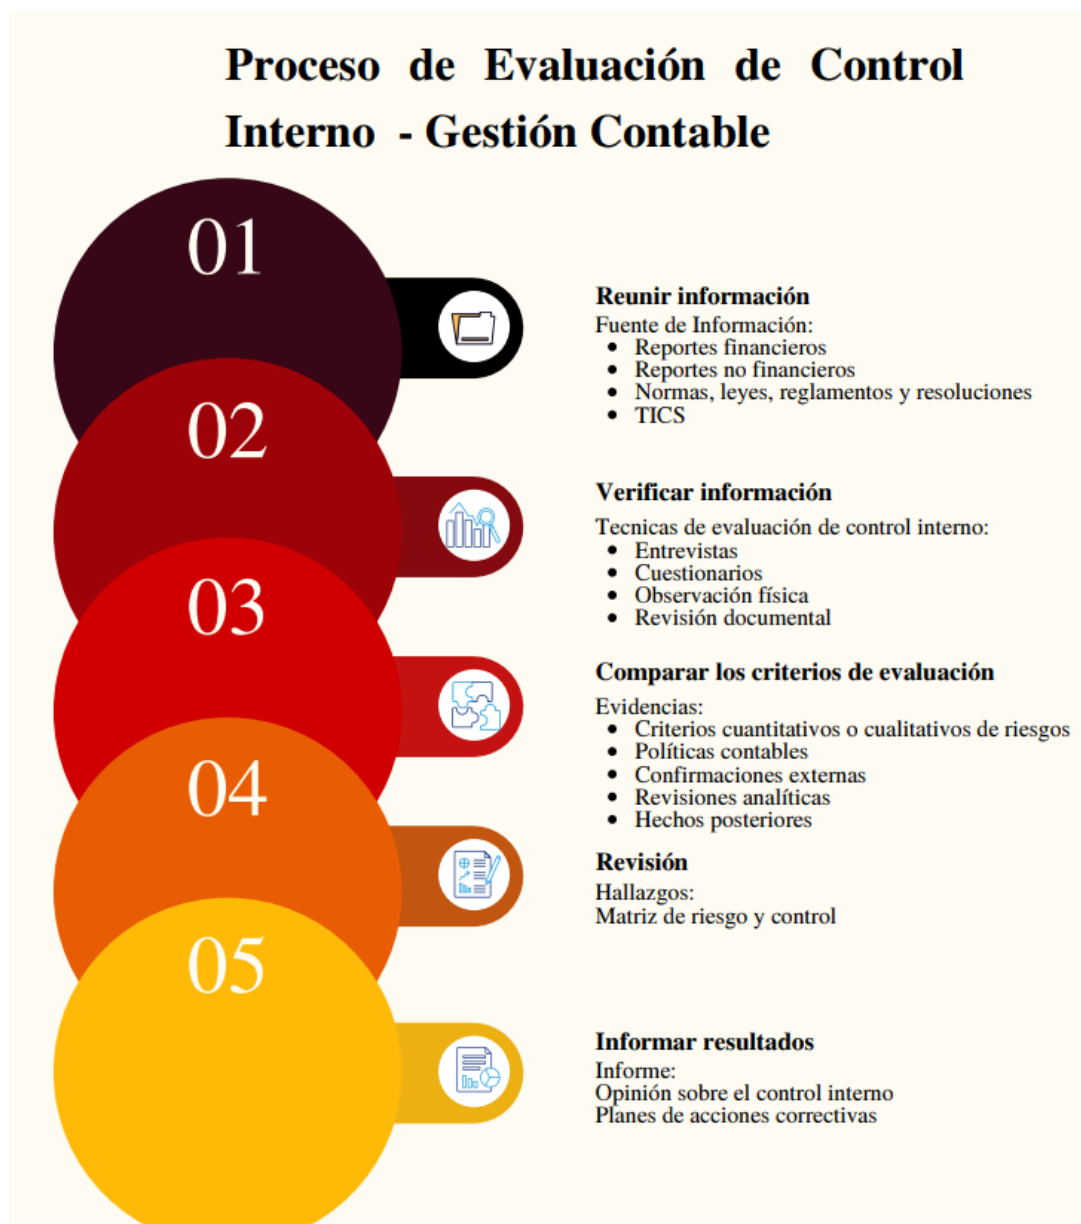 Proceso de Evaluación de Control
Interno - Gestión Contable
01
Reunir información
Fuente de Información:
• Reportes financieros
• Reportes no financieros
• Normas, leyes, reglamentos y resoluciones
• TICS
02
Verificar información
Tecnicas de evaluación de control interno:
• Entrevistas
• Cuestionarios
• Observación física
• Revisión documental
03
Comparar los criterios de evaluación
Evidencias:
• Criterios cuantitativos o cualitativos de riesgos
• Políticas contables
• Confirmaciones externas
• Revisiones analíticas
• Hechos posteriores
04
Revisión
Hallazgos:
Matriz de riesgo y control
05
Informar resultados
Informe:
Opinión sobre el control interno
Planes de acciones correctivas